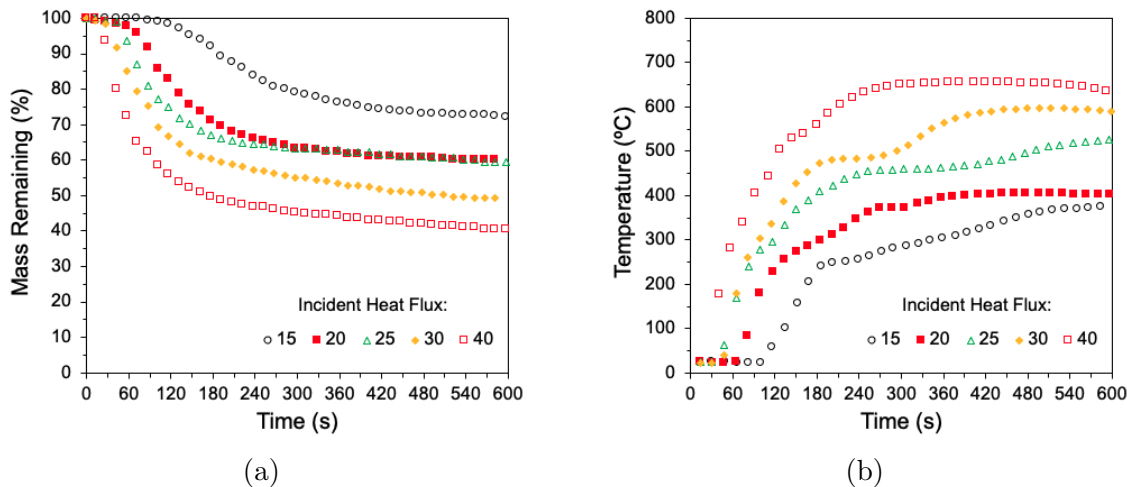 100
90
80
70
60
50
40
30
20
10
0
Mass Remaining (%)
Incident Heat Flux:
15 20 25 30 40
0 60 120 180 240 300 360 420 480 540 600
Time (s)
(a)
800
700
600
500
400
300
200
100
0
Temperature (ºC)
Incident Heat Flux:
15 20 25 30 40
0 60 120 180 240 300 360 420 480 540 600
Time (s)
(b)